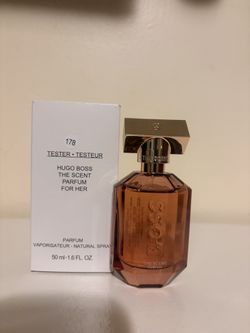 178
TESTER • TESTEUR
HUGO BOSS
THE SCENT
PARFUM
FOR HER
PARFUM
VAPORISATEUR - NATURAL SPRAY
50 ml - 1.6 FL. OZ.
BOSS